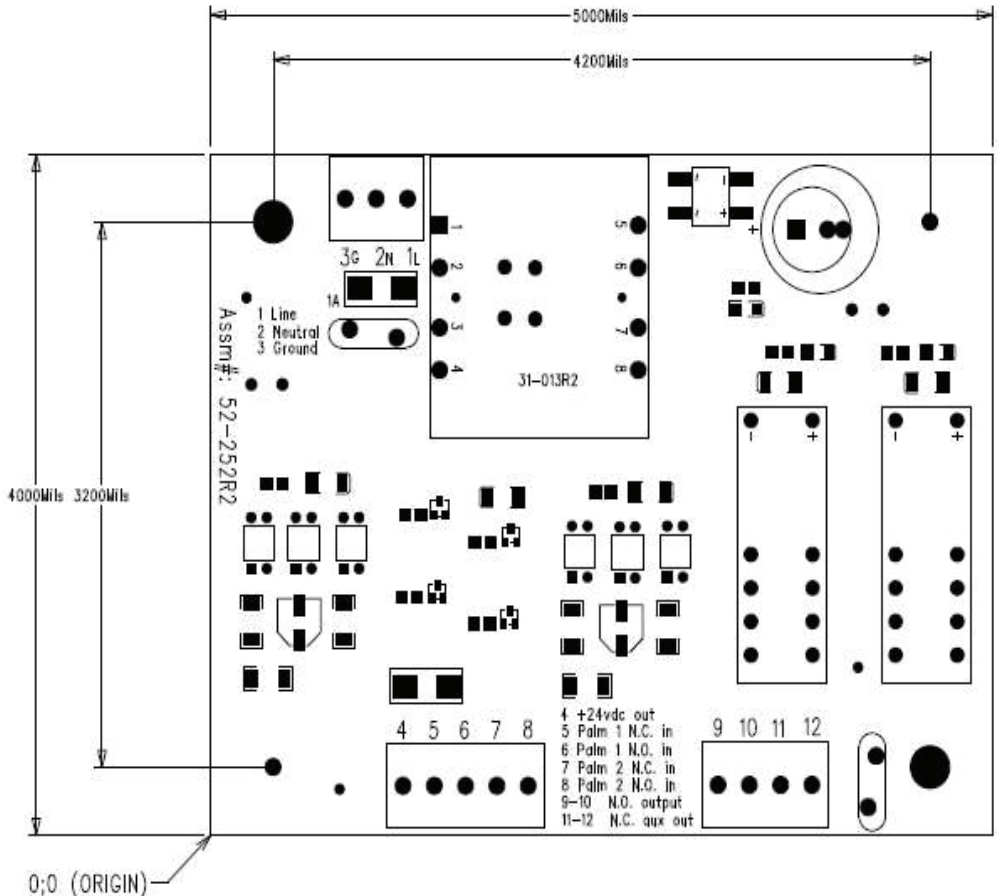 5000Mils
4200Mils
4000Mils 3200Mils
3G 2N 1L
1A
1 Line
2 Neutral
3 Ground
Assm#: 52-252R2
1
2
3
4
5
6
7
8
31-013R2
- +
- +
- +
+
4 5 6 7 8
4 +24vdc out
5 Palm 1 N.C. in
6 Palm 1 N.O. in
7 Palm 2 N.C. in
8 Palm 2 N.O. in
9-10 N.O. output
11-12 N.C. aux out
9 10 11 12
0;0 (ORIGIN)